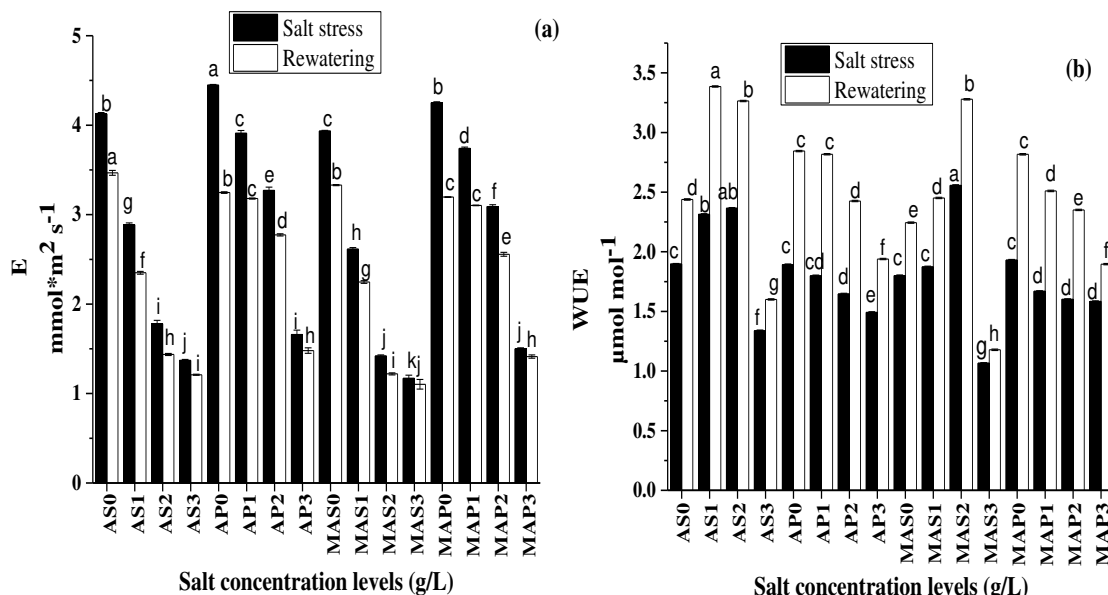 Salt stress
Rewatering
(a)
5
4
3
2
1
0
E
mmol*m² s⁻¹
b
a
g
f
i
h
j
i
a
b
c
c
e
d
i
h
c
b
h
g
j
i
k
j
b
c
d
c
f
e
j
h
AS0
AS1
AS2
AS3
AP0
AP1
AP2
AP3
MAS0
MAS1
MAS2
MAS3
MAP0
MAP1
MAP2
MAP3
Salt concentration levels (g/L)
Salt stress
Rewatering
(b)
3.5
3.0
2.5
2.0
1.5
1.0
0.5
0.0
WUE
µmol mol⁻¹
c
d
b
a
ab
b
f
g
c
c
cd
c
d
d
e
f
c
e
c
d
a
b
g
h
c
c
d
d
d
e
d
f
AS0
AS1
AS2
AS3
AP0
AP1
AP2
AP3
MAS0
MAS1
MAS2
MAS3
MAP0
MAP1
MAP2
MAP3
Salt concentration levels (g/L)